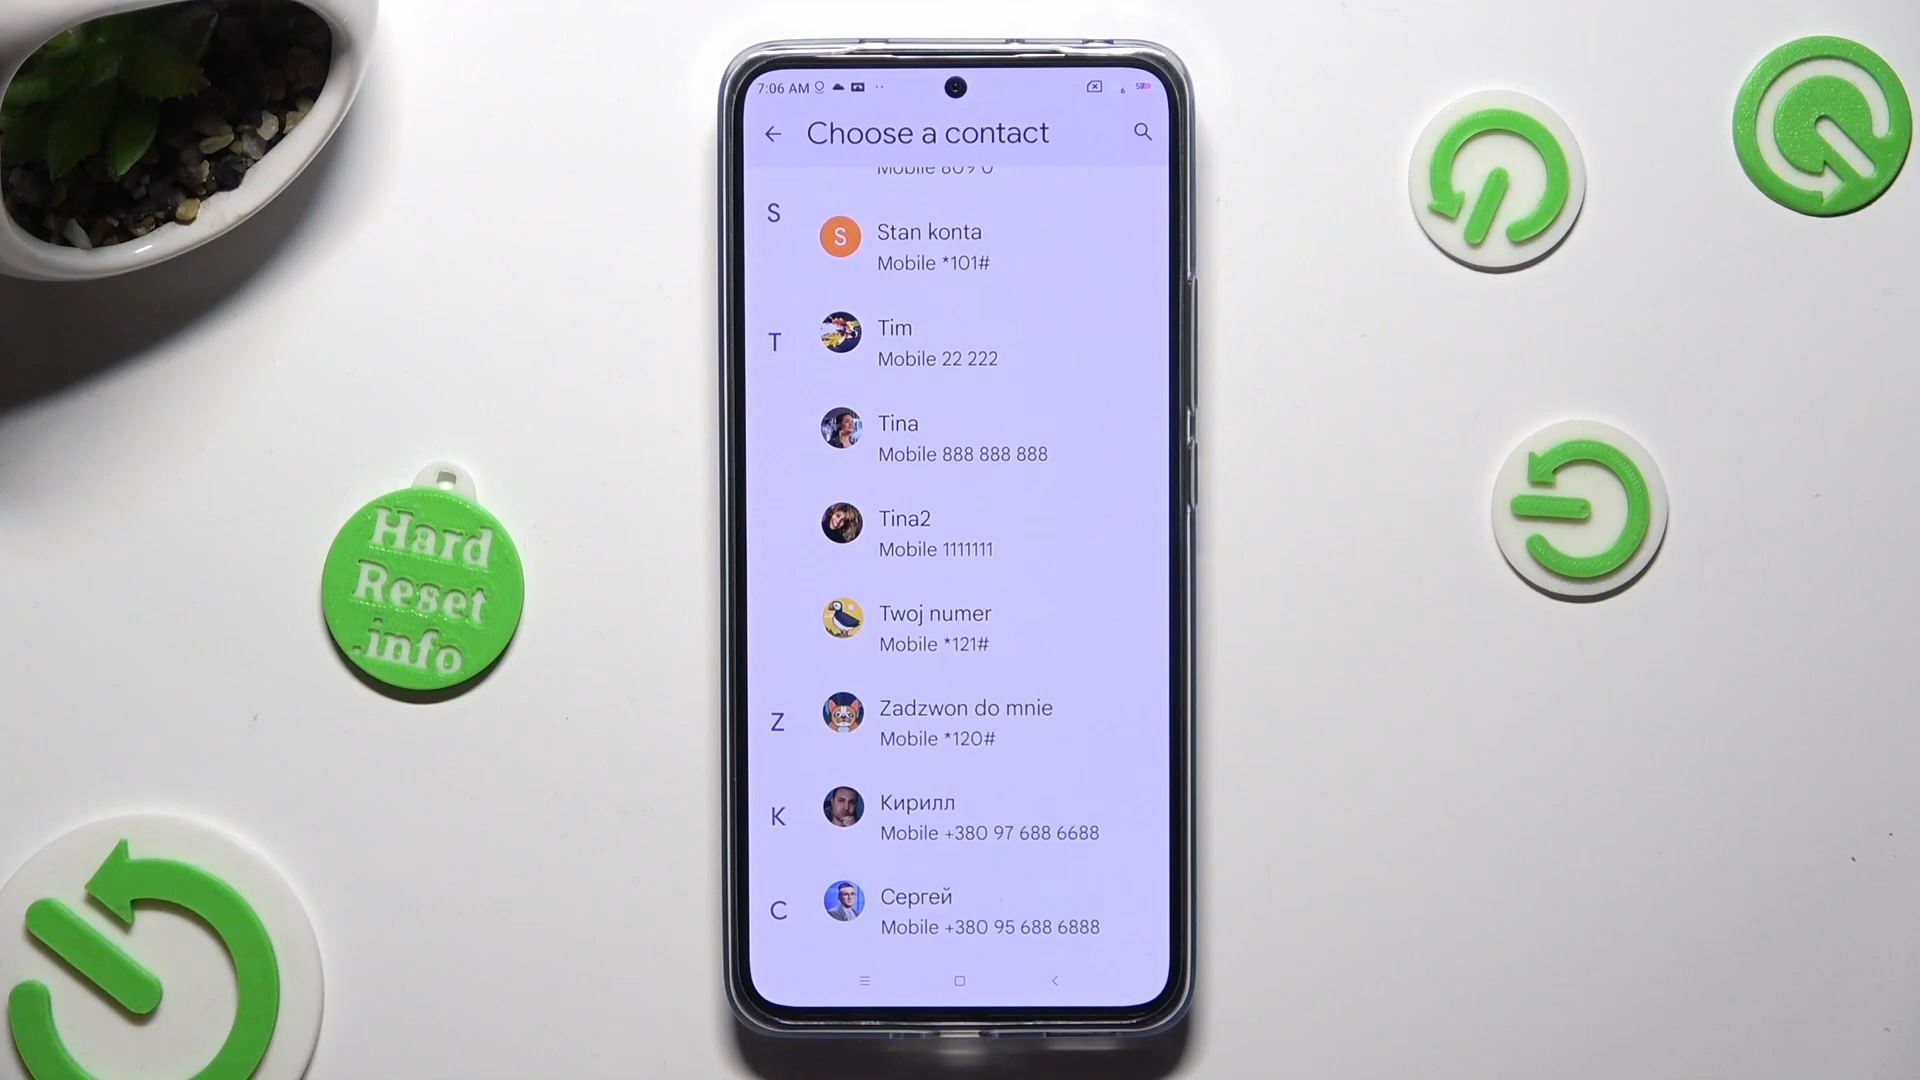 7:06 AM
Choose a contact
S
S
Stan konta
Mobile *101#
T
Tim
Mobile 22 222
Tina
Mobile 888 888 888
Tina2
Mobile 1111111
Twoj numer
Mobile *121#
Z
Zadzwon do mnie
Mobile *120#
К
Кирилл
Mobile +380 97 688 6688
С
Сергей
Mobile +380 95 688 6888
Hard
Reset
.info